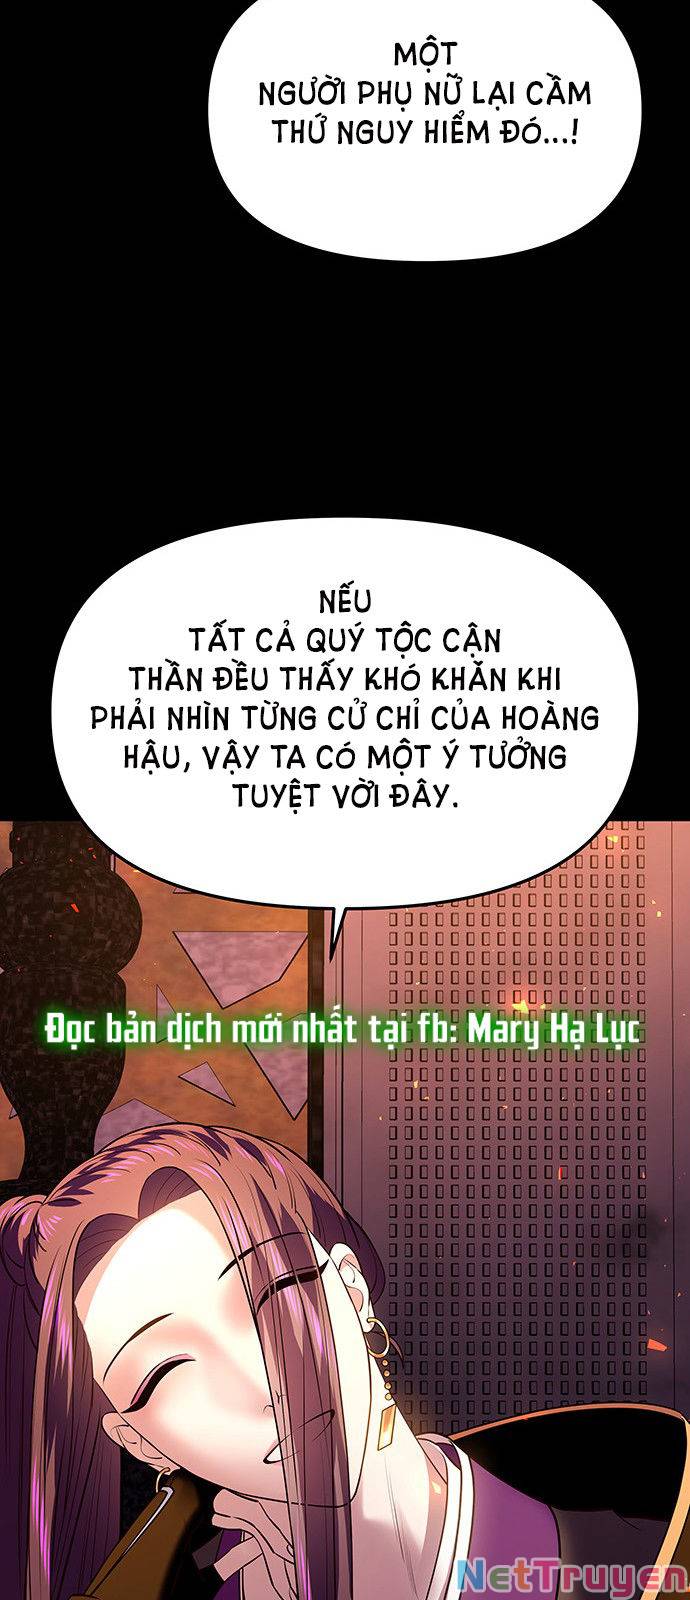 MỘT
NGƯỜI PHỤ NỮ LẠI CẦM
THỨ NGUY HIỂM ĐÓ...!
NẾU
TẤT CẢ QUÝ TỘC CẬN
THẦN ĐỀU THẤY KHÓ KHĂN KHI
PHẢI NHÌN TỪNG CỬ CHỈ CỦA HOÀNG
HẬU, VẬY TA CÓ MỘT Ý TƯỞNG
TUYỆT VỜI ĐÂY.
Đọc bản dịch mới nhất tại fb: Mary Hạ Lục
NetTruyen